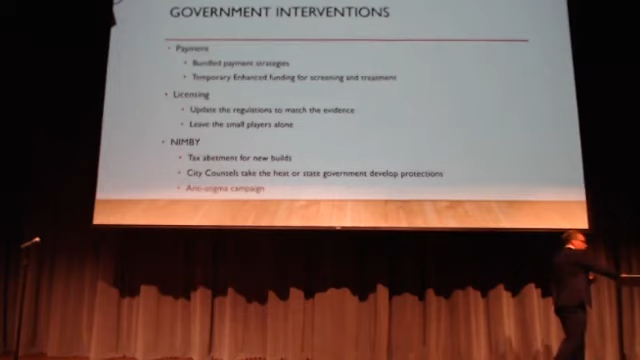 GOVERNMENT INTERVENTIONS
Payment
Bundled payment strategies
Temporary Enhanced funding for screening and treatment
Licensing
Update the regulations to match the evidence
Leave the small players alone
NIMBY
Tax abetment for new builds
City Counsels take the heat or state government develop protections
Anti-stigma campaign